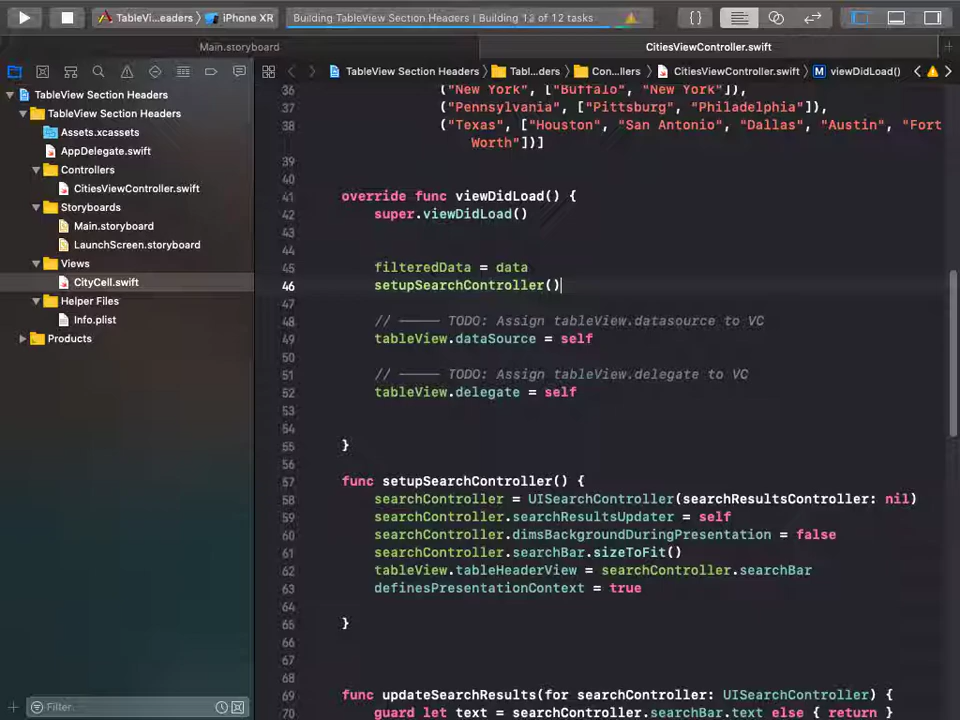 TableVi...eaders
iPhone XR
Building TableView Section Headers | Building 12 of 12 tasks
Main.storyboard
CitiesViewController.swift
TableView Section Headers
Tabl...ders
Con...llers
CitiesViewController.swift
M
viewDidLoad()
TableView Section Headers
TableView Section Headers
Assets.xcassets
AppDelegate.swift
Controllers
CitiesViewController.swift
Storyboards
Main.storyboard
LaunchScreen.storyboard
Views
CityCell.swift
Helper Files
Info.plist
Products
Filter
36 ("New York", ["Buffalo", "New York"]),
37 ("Pennsylvania", ["Pittsburg", "Philadelphia"]),
38 ("Texas", ["Houston", "San Antonio", "Dallas", "Austin", "Fort
Worth"])]
39
40
41 override func viewDidLoad() {
42 super.viewDidLoad()
43
44
45 filteredData = data
46 setupSearchController()
47
48 // ––––– TODO: Assign tableView.datasource to VC
49 tableView.dataSource = self
50
51 // ––––– TODO: Assign tableView.delegate to VC
52 tableView.delegate = self
53
54
55 }
56
57 func setupSearchController() {
58 searchController = UISearchController(searchResultsController: nil)
59 searchController.searchResultsUpdater = self
60 searchController.dimsBackgroundDuringPresentation = false
61 searchController.searchBar.sizeToFit()
62 tableView.tableHeaderView = searchController.searchBar
63 definesPresentationContext = true
64
65 }
66
67
68
69 func updateSearchResults(for searchController: UISearchController) {
70 guard let text = searchController.searchBar.text else { return }